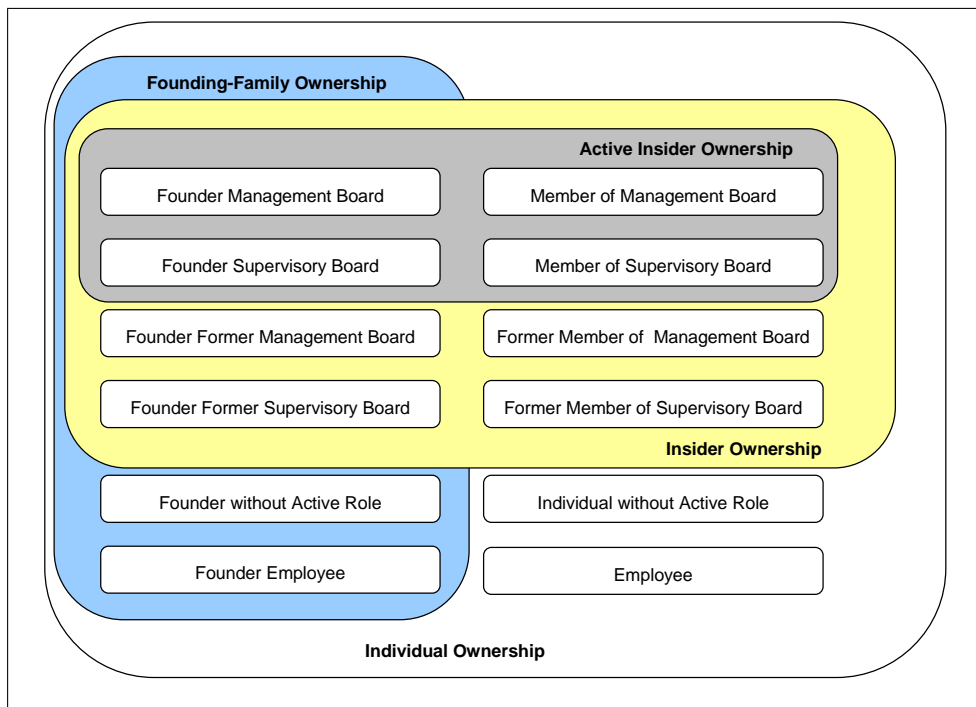 Founding-Family Ownership
Active Insider Ownership
Founder Management Board
Member of Management Board
Founder Supervisory Board
Member of Supervisory Board
Founder Former Management Board
Former Member of  Management Board
Founder Former Supervisory Board
Former Member of Supervisory Board
Insider Ownership
Founder without Active Role
Individual without Active Role
Founder Employee
Employee
Individual Ownership